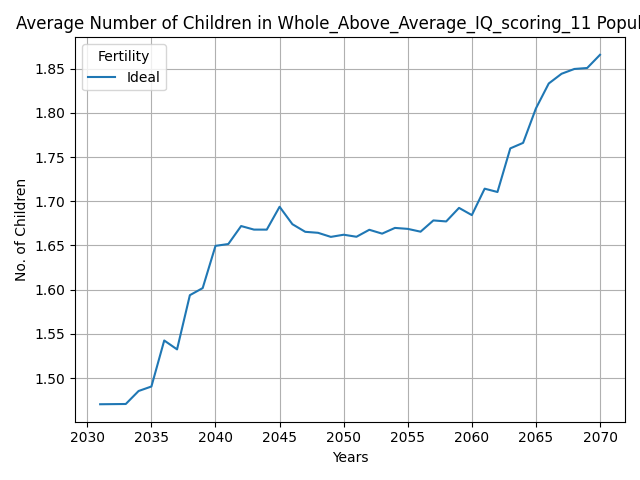 Average Number of Children in Whole_Above_Average_IQ_scoring_11 Popul
Fertility
Ideal
No. of Children
1.85
1.80
1.75
1.70
1.65
1.60
1.55
1.50
2030 2035 2040 2045 2050 2055 2060 2065 2070
Years